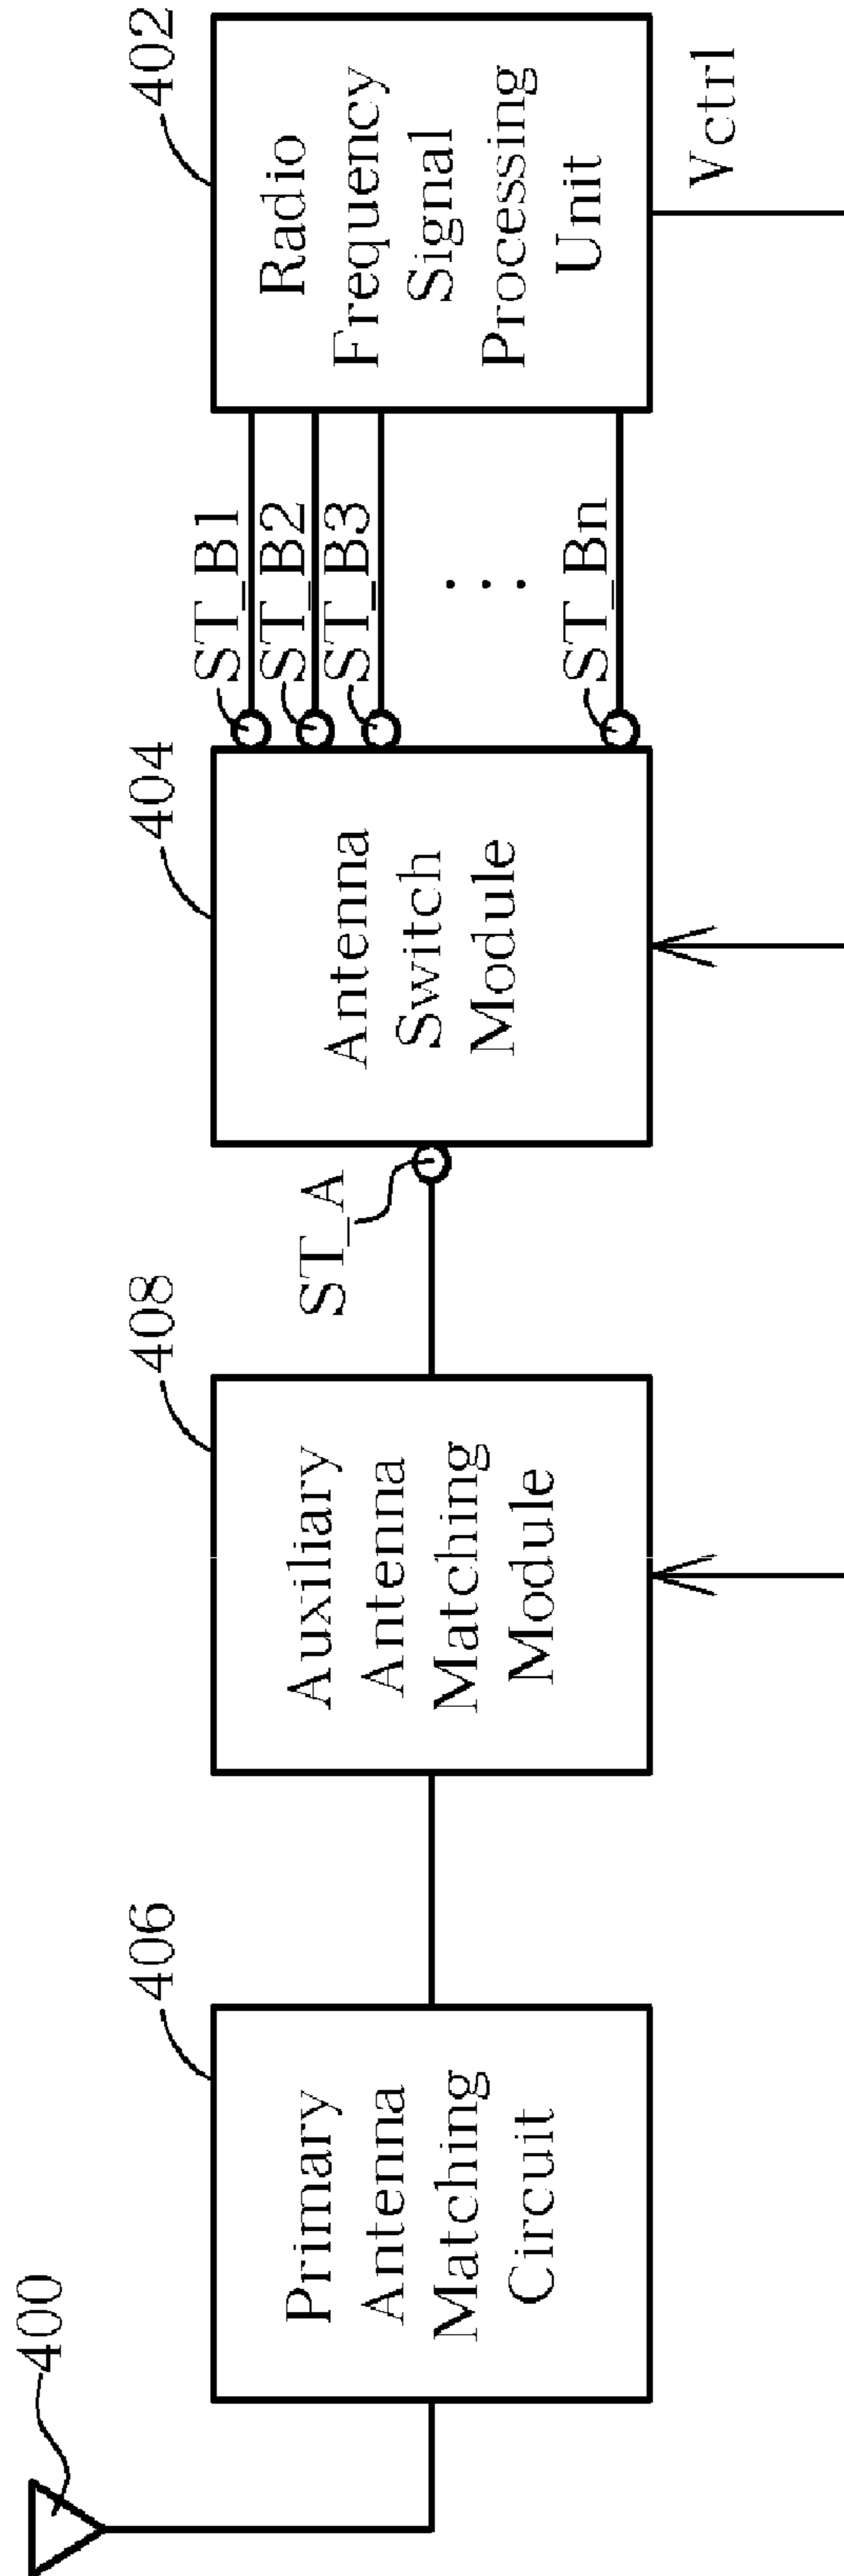 400
406
Primary
Antenna
Matching
Circuit
408
Auxiliary
Antenna
Matching
Module
ST_A
404
Antenna
Switch
Module
ST_B1
ST_B2
ST_B3
...
ST_Bn
402
Radio
Frequency
Signal
Processing
Unit
Vctrl